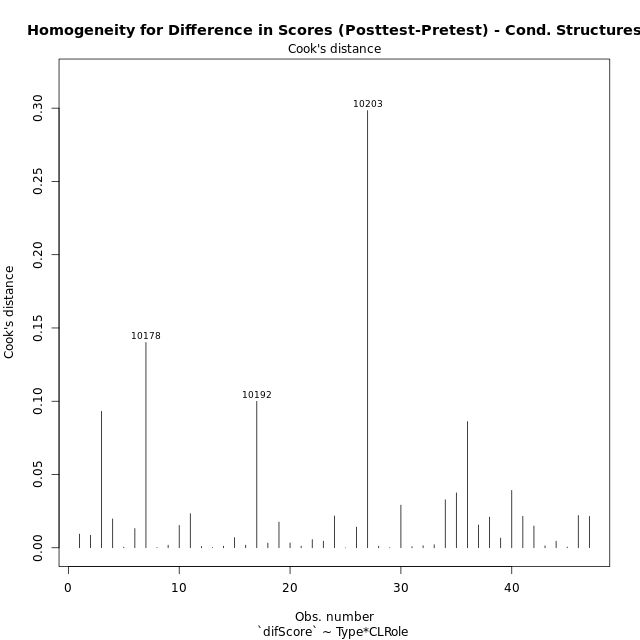 Homogeneity for Difference in Scores (Posttest-Pretest) - Cond. Structures
Cook's distance
Cook's distance
0.30
0.25
0.20
0.15
0.10
0.05
0.00
10203
10178
10192
0 10 20 30 40
Obs. number
`difScore` ~ Type*CLRole